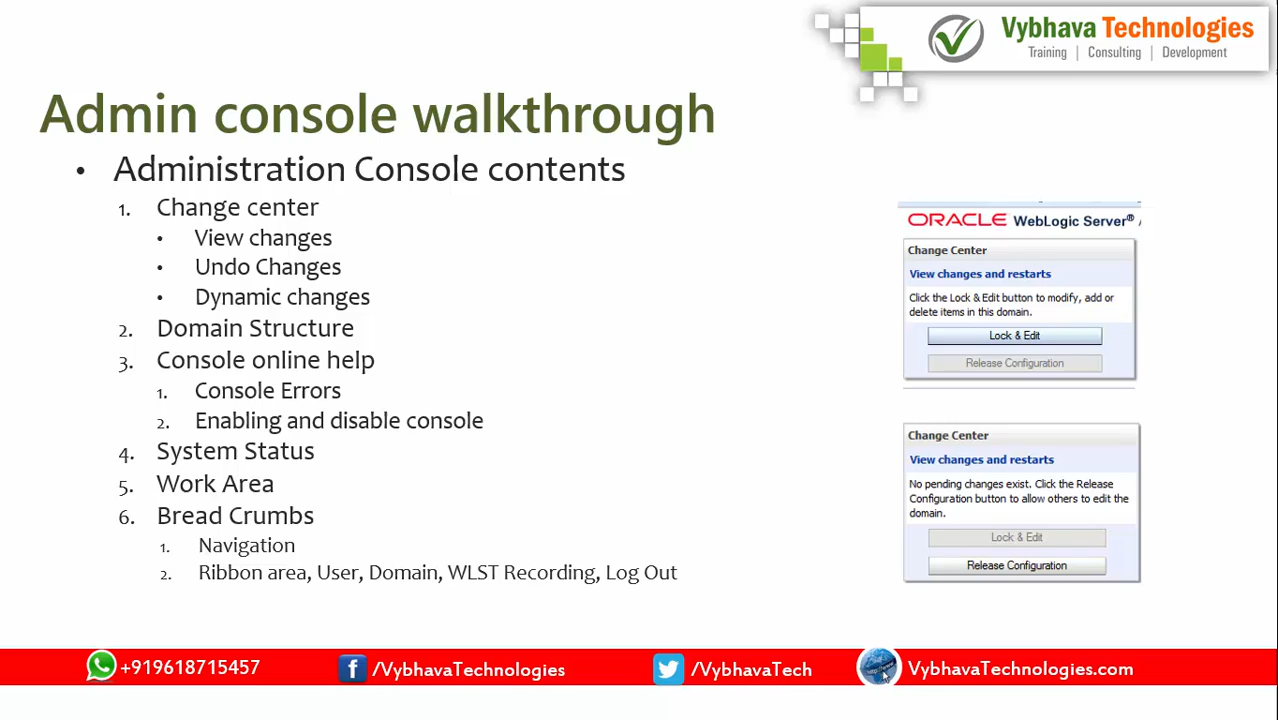 Vybhava Technologies
Training | Consulting | Development
Admin console walkthrough
• Administration Console contents
1. Change center
• View changes
• Undo Changes
• Dynamic changes
2. Domain Structure
3. Console online help
1. Console Errors
2. Enabling and disable console
4. System Status
5. Work Area
6. Bread Crumbs
1. Navigation
2. Ribbon area, User, Domain, WLST Recording, Log Out
ORACLE WebLogic Server®
Change Center
View changes and restarts
Click the Lock & Edit button to modify, add or
delete items in this domain.
Lock & Edit
Release Configuration
Change Center
View changes and restarts
No pending changes exist. Click the Release
Configuration button to allow others to edit the
domain.
Lock & Edit
Release Configuration
+919618715457
/VybhavaTechnologies
/VybhavaTech
VybhavaTechnologies.com